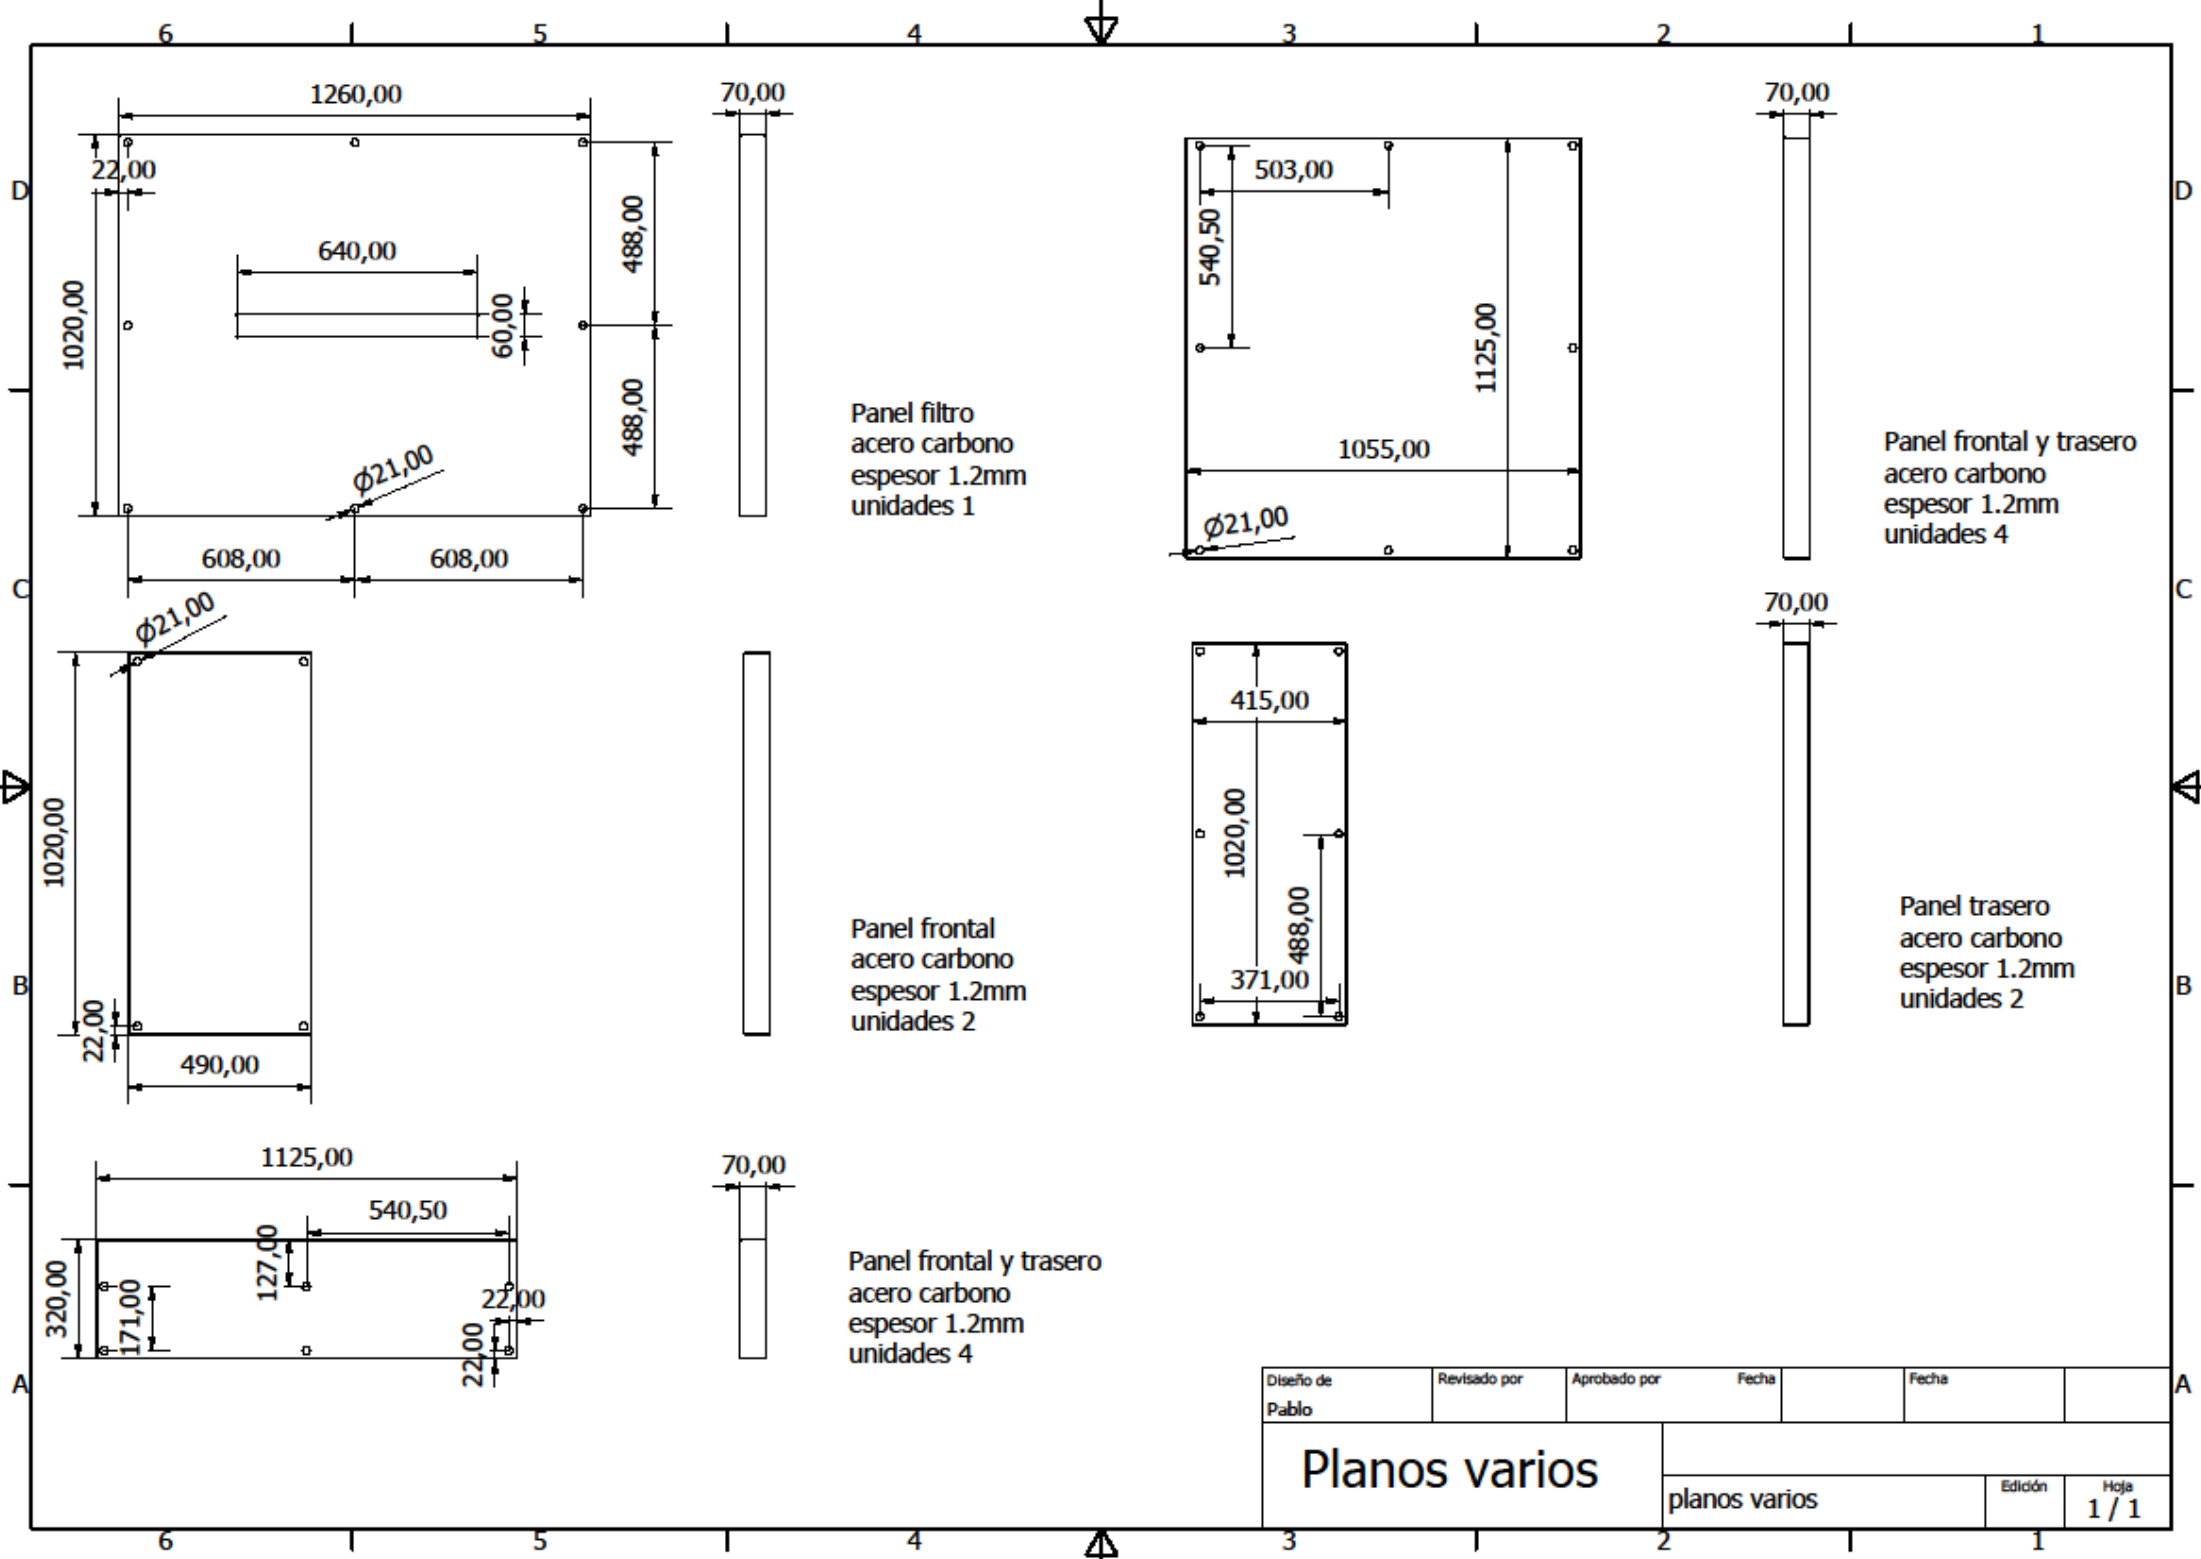 6 5 4 3 2 1
1260,00
70,00
70,00
D
22,00
503,00
D
540,50
488,00
640,00
1020,00
60,00
1125,00
488,00
Panel filtro
acero carbono
espesor 1.2mm
unidades 1
Ø21,00
1055,00
Panel frontal y trasero
acero carbono
espesor 1.2mm
unidades 4
Ø21,00
608,00
608,00
C
C
Ø21,00
70,00
415,00
1020,00
1020,00
488,00
371,00
Panel frontal
acero carbono
espesor 1.2mm
unidades 2
Panel trasero
acero carbono
espesor 1.2mm
unidades 2
B
B
22,00
490,00
1125,00
70,00
540,50
127,00
320,00
171,00
22,00
22,00
Panel frontal y trasero
acero carbono
espesor 1.2mm
unidades 4
A
A
Diseño de
Pablo
Revisado por
Aprobado por
Fecha
Fecha
Planos varios
planos varios
Edición
Hoja
1 / 1
6 5 4 3 2 1